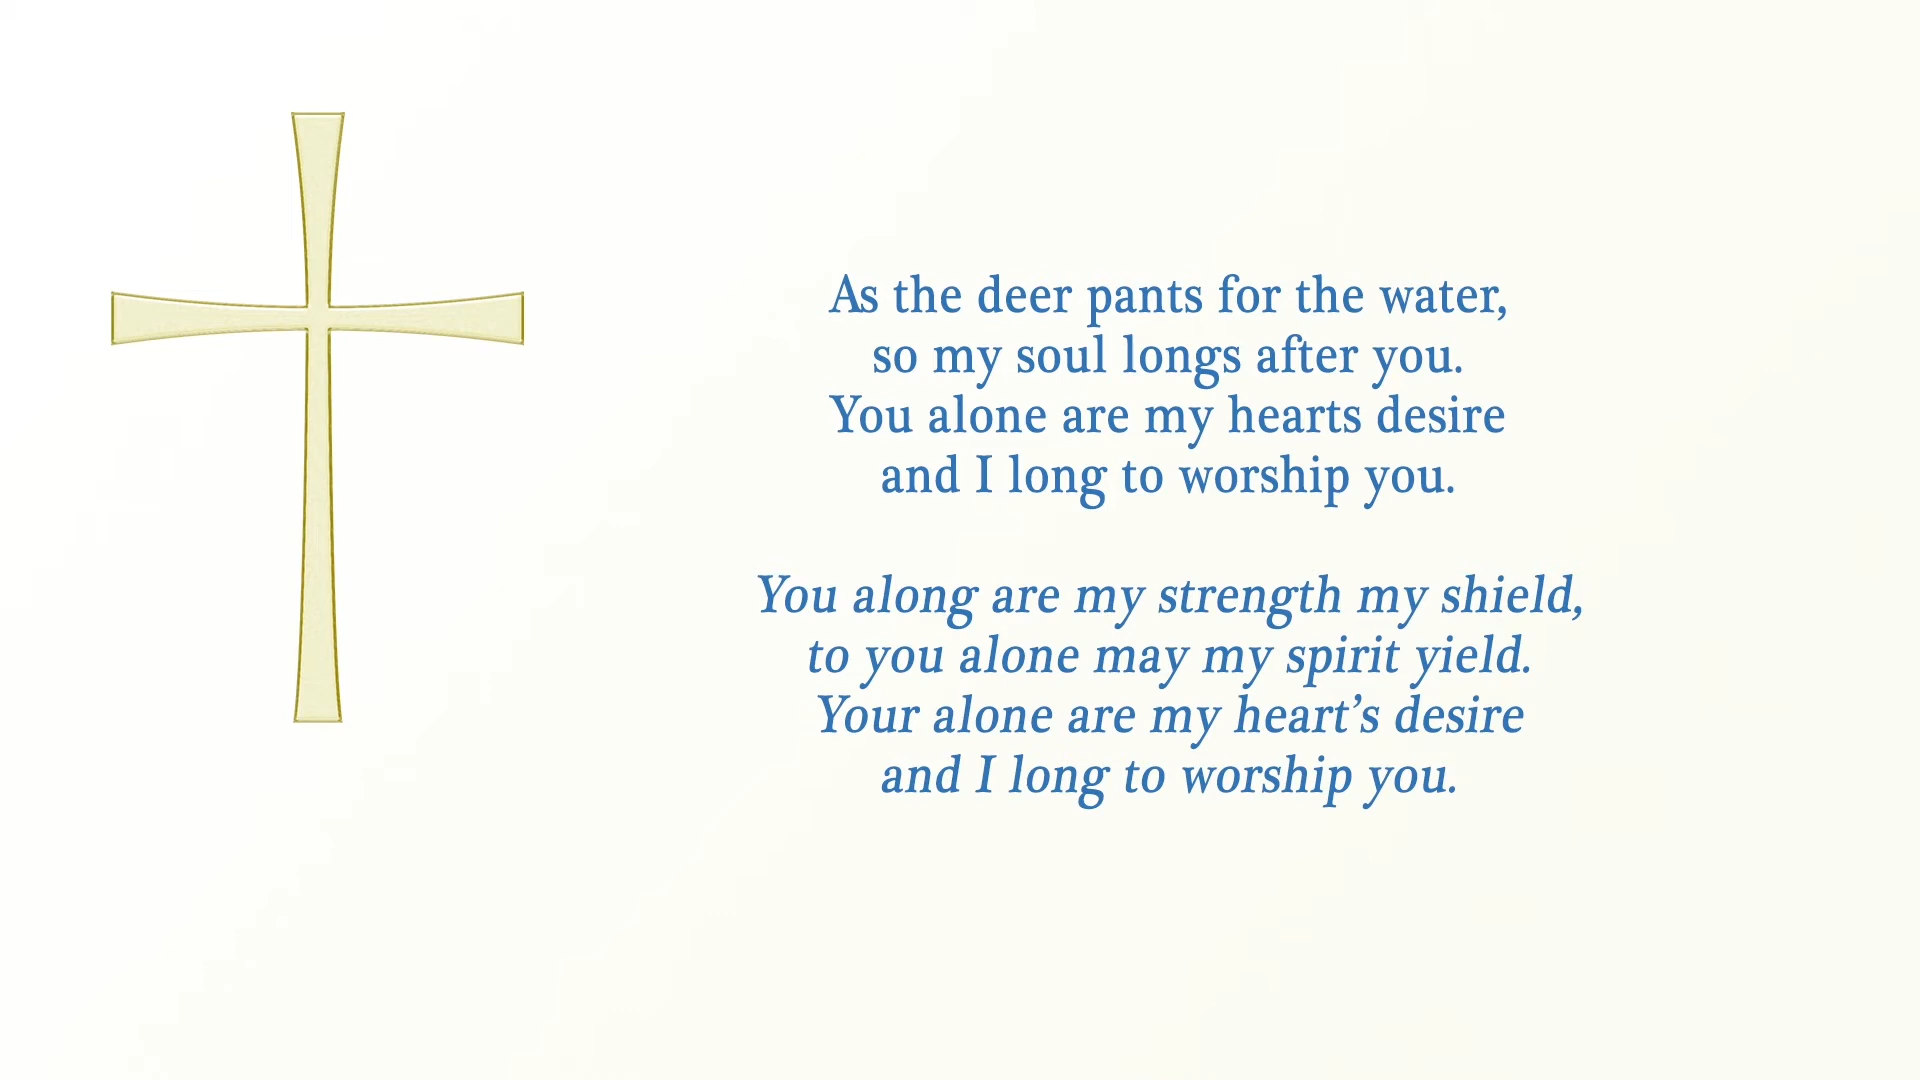 As the deer pants for the water,
so my soul longs after you.
You alone are my hearts desire
and I long to worship you.
You along are my strength my shield,
to you alone may my spirit yield.
Your alone are my heart’s desire
and I long to worship you.